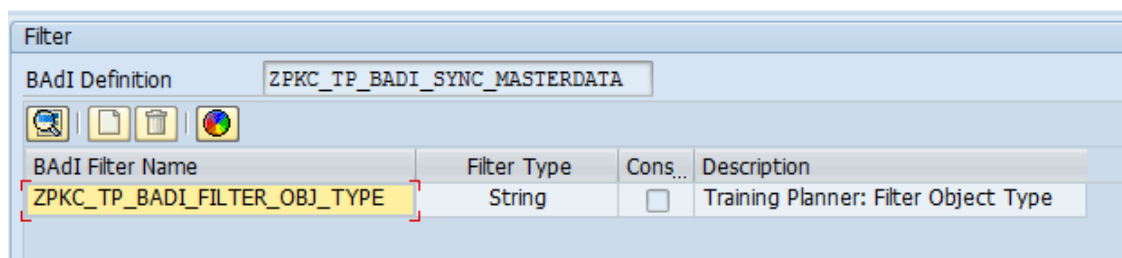 Filter
BAdI Definition ZPKC_TP_BADI_SYNC_MASTERDATA
BAdI Filter Name Filter Type Cons... Description
ZPKC_TP_BADI_FILTER_OBJ_TYPE String Training Planner: Filter Object Type